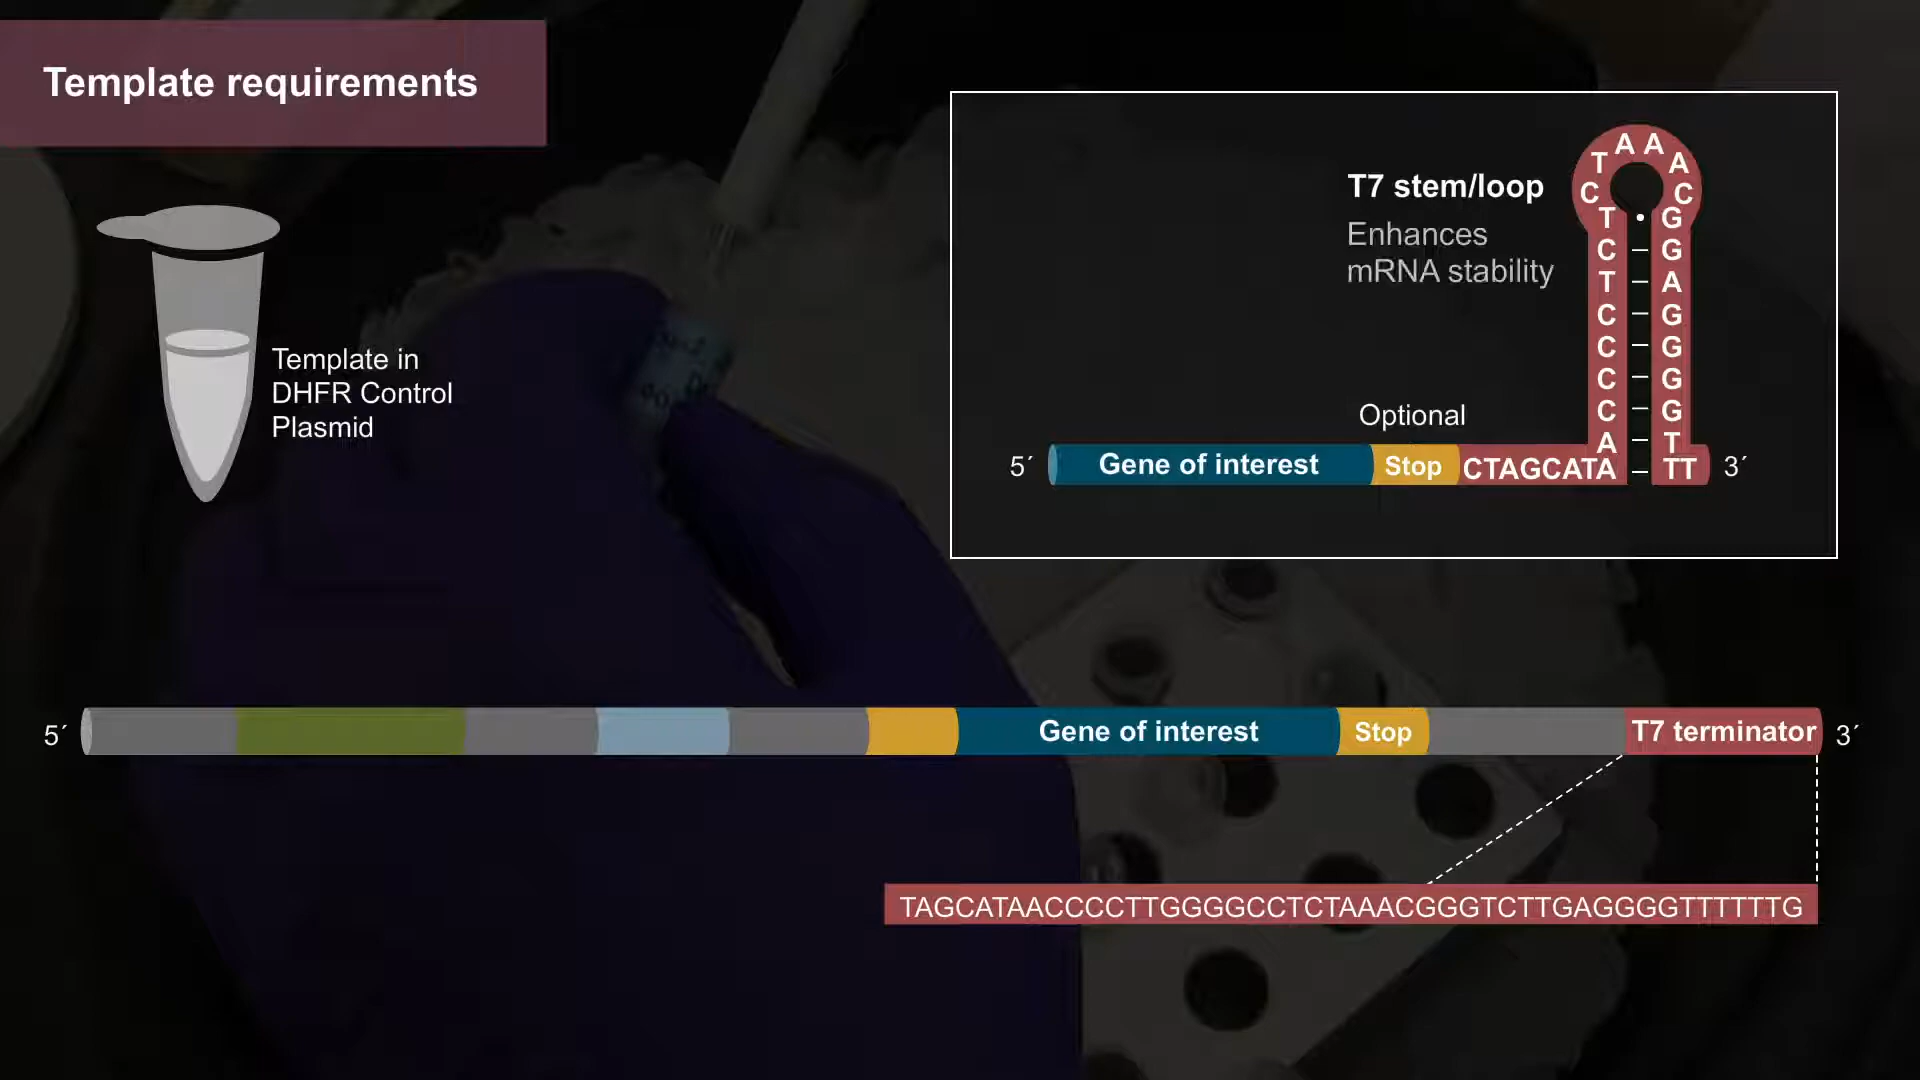 Template requirements
Template in
DHFR Control
Plasmid
T7 stem/loop
Enhances
mRNA stability
T A A A
C C
T G
C G
T A
C G
C G
C G
C G
A T
Optional
5´ Gene of interest Stop CTAGCATA TT 3´
5´ Gene of interest Stop T7 terminator 3´
TAGCATAACCCCTTGGGGCCTCTAAACGGGTCTTGAGGGGTTTTTTG